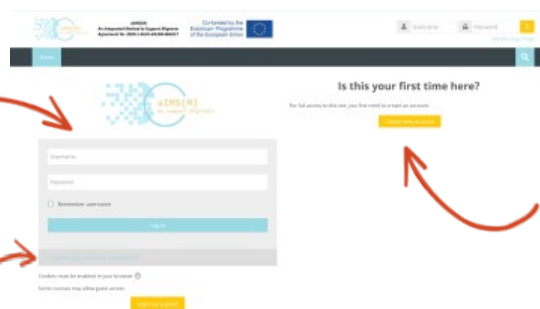 aIMS(M)
An Integrated Method to Support Migrants
Co-funded by the
Erasmus+ Programme
of the European Union
Username
Password
Home
Is this your first time here?
For full access to this site, you first need to create an account.
Create new account
aIMS(M)
to support Migrants
Username
Password
Remember username
Log in
Cookies must be enabled in your browser
Some courses may allow guest access
Log in as a guest